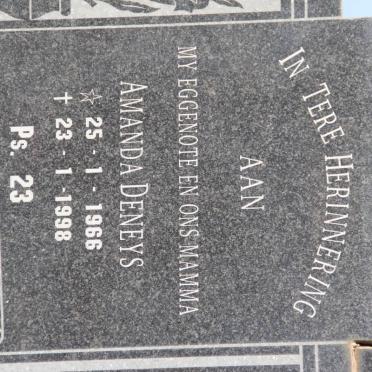 IN TERE HERINNERING
AAN
MY EGGENOTE EN ONS MAMMA
AMANDA DENEYS
☆ 25 - 1 - 1966
† 23 - 1 - 1998
Ps. 23